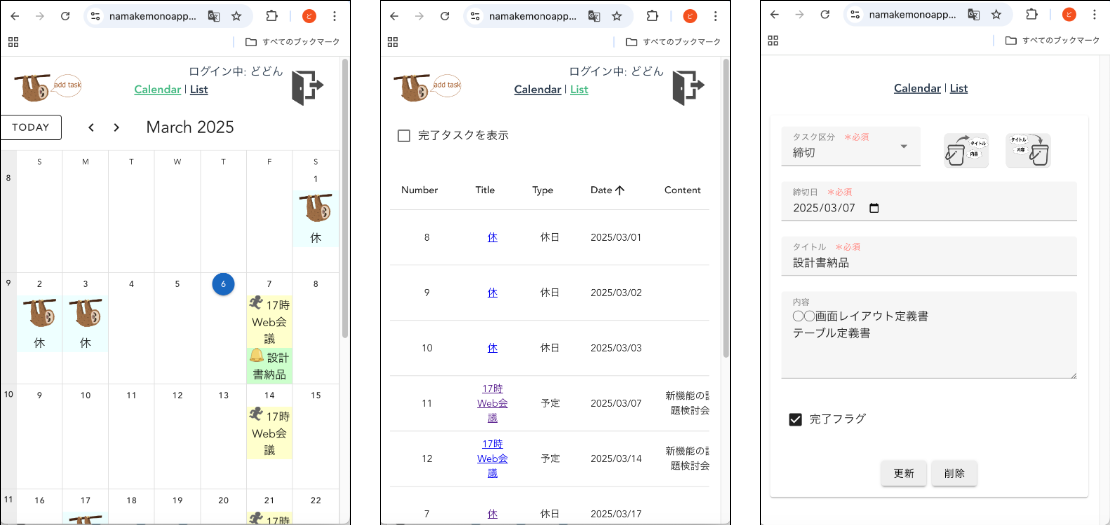 namakemonoapp...
すべてのブックマーク
add task
ログイン中: どどん
Calendar | List
TODAY
March 2025
S M T W T F S
8
1
休
9
2 3 4 5 6 7 8
休 休
17時
Web会
議
設計
書納品
10
9 10 11 12 13 14 15
17時
Web会
議
11
16 17 18 19 20 21 22
17時
namakemonoapp...
すべてのブックマーク
add task
ログイン中: どどん
Calendar | List
完了タスクを表示
Number Title Type Date Content
8 休 休日 2025/03/01
9 休 休日 2025/03/02
10 休 休日 2025/03/03
11 17時 Web会議 予定 2025/03/07 新機能の 題検討会
12 17時 Web会議 予定 2025/03/14 新機能の 題検討会
7 休 休日 2025/03/17
namakemonoapp...
ビ
すべてのブックマーク
Calendar | List
タスク区分 ※必須
締切
タイトル
内容
タイトル
内容
締切日 ※必須
2025/03/07
タイトル ※必須
設計書納品
内容
〇〇画面レイアウト定義書
テーブル定義書
完了フラグ
更新 削除